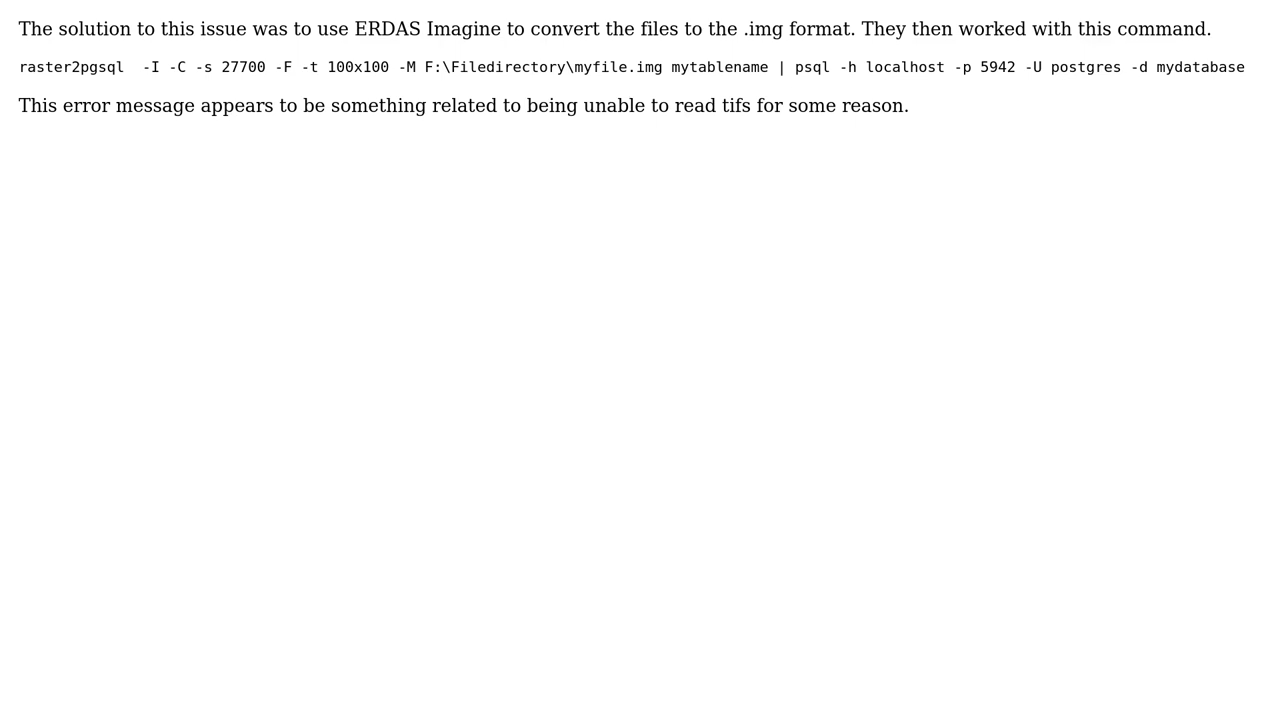 The solution to this issue was to use ERDAS Imagine to convert the files to the .img format. They then worked with this command.
raster2pgsql  -I -C -s 27700 -F -t 100x100 -M F:\Filedirectory\myfile.img mytablename | psql -h localhost -p 5942 -U postgres -d mydatabase
This error message appears to be something related to being unable to read tifs for some reason.